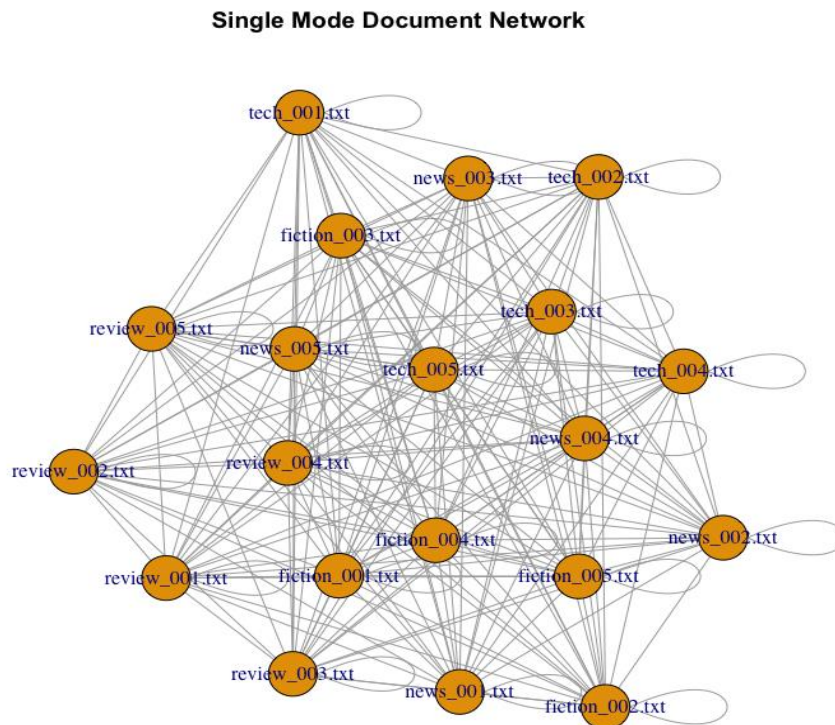 Single Mode Document Network
tech_001.txt
news_003.txt
tech_002.txt
fiction_003.txt
tech_003.txt
review_005.txt
news_005.txt
tech_005.txt
tech_004.txt
news_004.txt
review_004.txt
review_002.txt
news_002.txt
fiction_004.txt
review_001.txt
fiction_001.txt
fiction_005.txt
review_003.txt
news_001.txt
fiction_002.txt